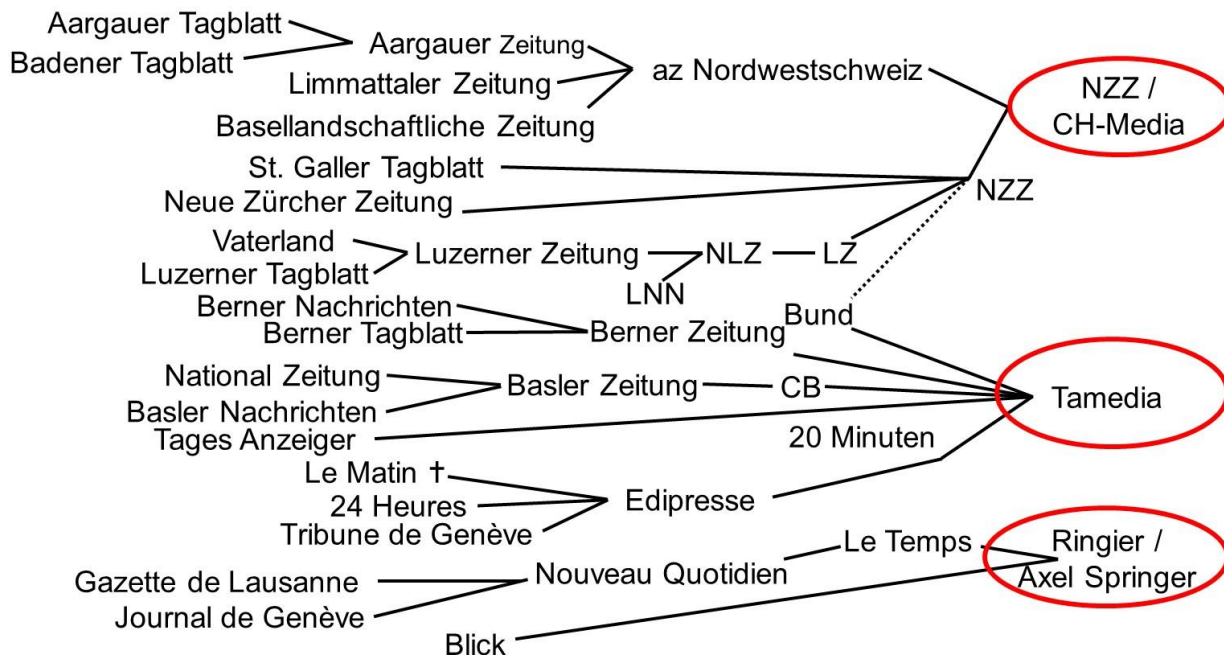 Aargauer Tagblatt
Badener Tagblatt
Aargauer Zeitung
Limmattaler Zeitung
Basellandschaftliche Zeitung
az Nordwestschweiz
NZZ /
CH-Media
St. Galler Tagblatt
Neue Zürcher Zeitung
NZZ
Vaterland
Luzerner Tagblatt
Luzerner Zeitung
NLZ
LZ
LNN
Berner Nachrichten
Berner Tagblatt
Berner Zeitung
Bund
National Zeitung
Basler Nachrichten
Basler Zeitung
CB
Tages Anzeiger
Tamedia
20 Minuten
Le Matin ✝
24 Heures
Tribune de Genève
Edipresse
Le Temps
Ringier /
Axel Springer
Gazette de Lausanne
Journal de Genève
Nouveau Quotidien
Blick